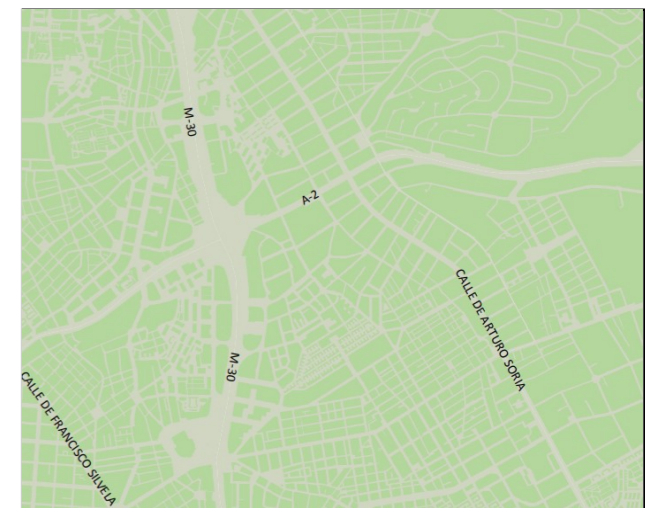 M-30
A-2
CALLE DE ARTURO SORIA
M-30
CALLE DE FRANCISCO SILVELA